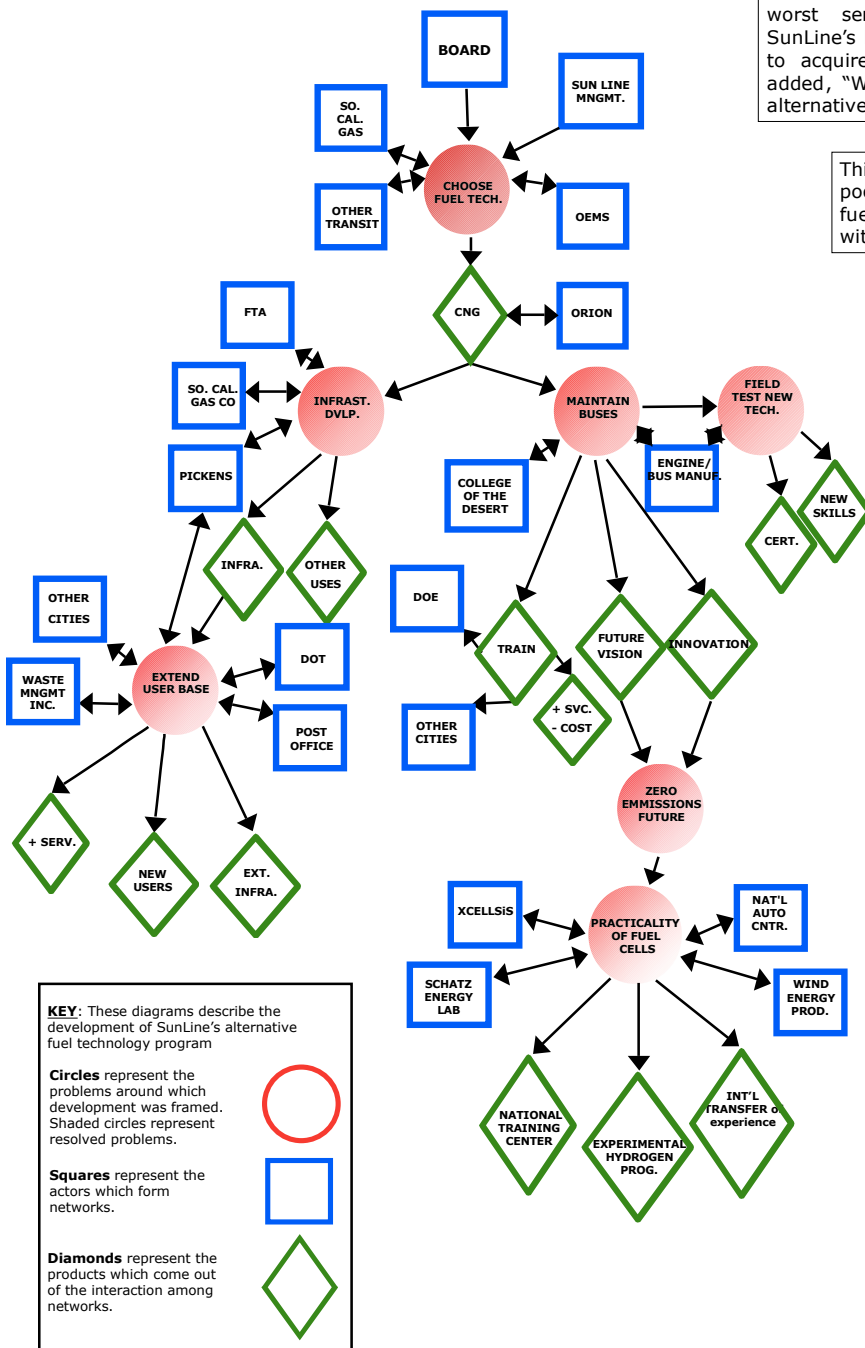 worst
SunLine's
to acquire
added,
alternative
BOARD
SUN LINE
MNGMT.
SO.
CAL.
GAS
CHOOSE
FUEL TECH.
OTHER
TRANSIT
OEMS
fuel
FTA
CNG
ORION
SO. CAL.
GAS CO
INFRAST.
DVLP.
MAINTAIN
BUSES
FIELD
TEST NEW
TECH.
PICKENS
COLLEGE
OF THE
DESERT
ENGINE/
BUS MANUF.
NEW
SKILLS
CERT.
INFRA.
OTHER
USES
OTHER
CITIES
DOE
TRAIN
FUTURE
VISION
INNOVATION
EXTEND
USER BASE
DOT
WASTE
MNGMT
INC.
POST
OFFICE
OTHER
CITIES
+ SVC.
- COST
ZERO
EMMISSIONS
FUTURE
+ SERV.
NEW
USERS
EXT.
INFRA.
XCELLSiS
PRACTICALITY
OF FUEL
CELLS
NAT'L
AUTO
CNTR.
SCHATZ
ENERGY
LAB
WIND
ENERGY
PROD.
NATIONAL
TRAINING
CENTER
EXPERIMENTAL
HYDROGEN
PROG.
INT'L
TRANSFER
experience
KEY: These diagrams describe the
development of SunLine's alternative
fuel technology program
Circles represent the
problems around which
development was framed.
Shaded circles represent
resolved problems.
Squares represent the
actors which form
networks.
Diamonds represent the
products which come out
of the interaction among
networks.